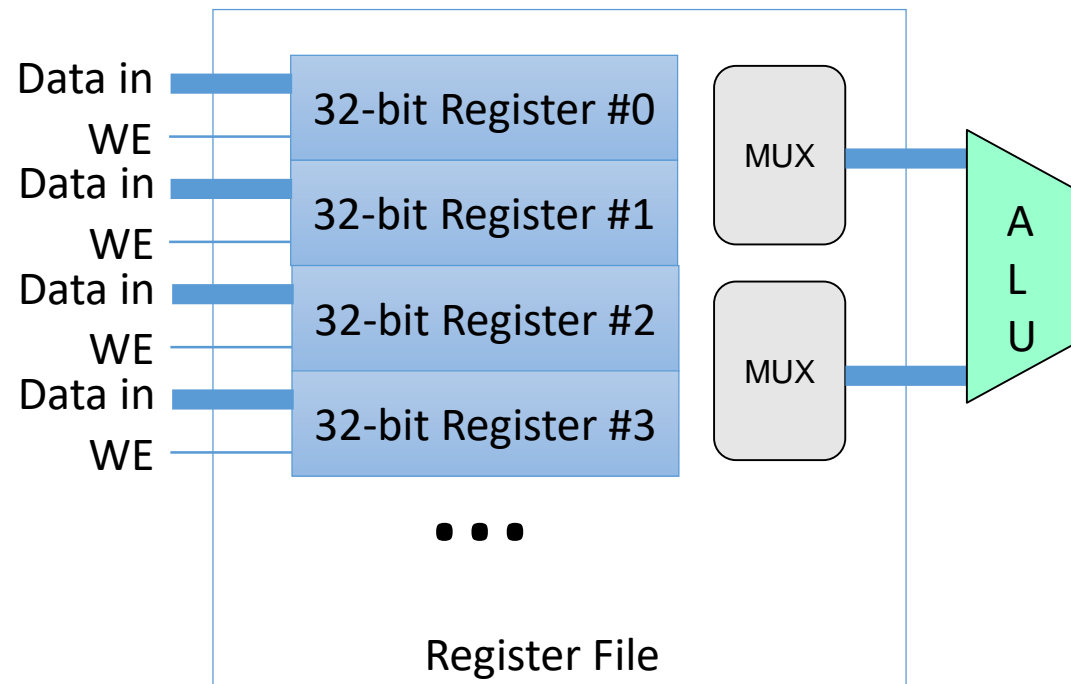 Data in
32-bit Register #0
WE
Data in
32-bit Register #1
WE
Data in
32-bit Register #2
WE
Data in
32-bit Register #3
WE
MUX
MUX
A
L
U
...
Register File